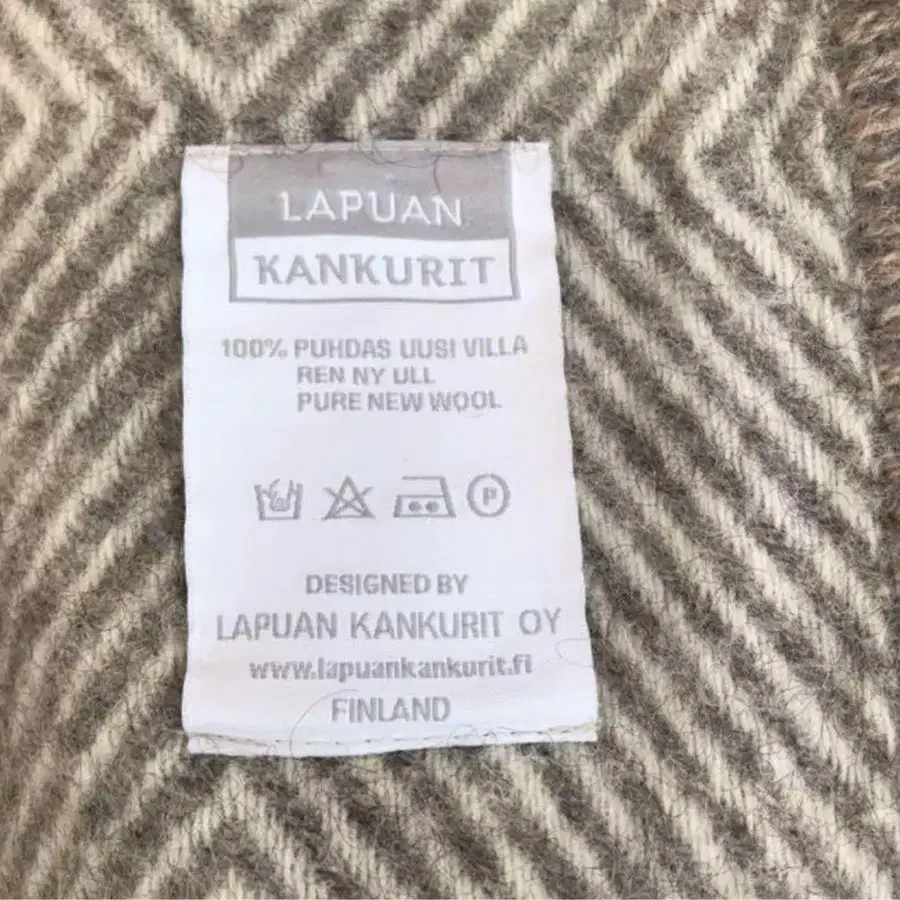 LAPUAN
KANKURIT
100% PUHDAS UUSI VILLA
REN NY ULL
PURE NEW WOOL
P
DESIGNED BY
LAPUAN KANKURIT OY
www.lapuankankurit.fi
FINLAND